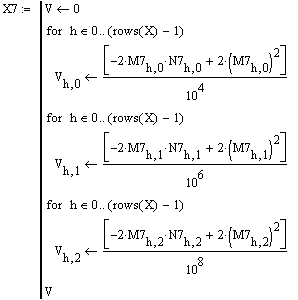 X7 := V ← 0
for h ∈ 0..(rows(X) − 1)
V_h,0 ← [−2·M7_h,0·N7_h,0 + 2·(M7_h,0)^2] / 10^4
for h ∈ 0..(rows(X) − 1)
V_h,1 ← [−2·M7_h,1·N7_h,1 + 2·(M7_h,1)^2] / 10^6
for h ∈ 0..(rows(X) − 1)
V_h,2 ← [−2·M7_h,2·N7_h,2 + 2·(M7_h,2)^2] / 10^8
V